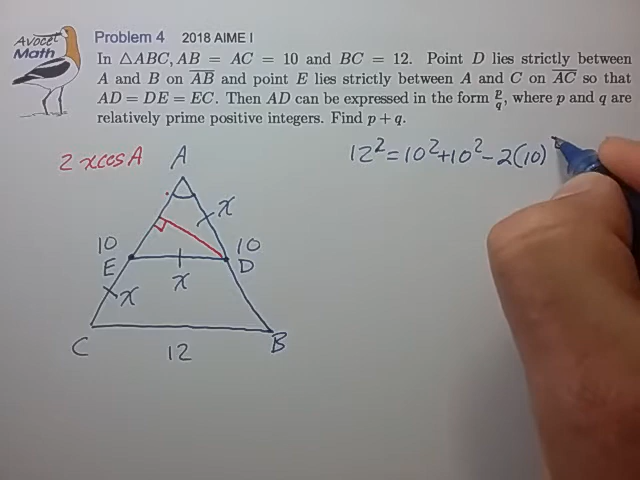 Avocet
Math
Problem 4 2018 AIME I
In △ABC, AB = AC = 10 and BC = 12. Point D lies strictly between
A and B on \overline{AB} and point E lies strictly between A and C on \overline{AC} so that
AD = DE = EC. Then AD can be expressed in the form p/q, where p and q are
relatively prime positive integers. Find p + q.
2 x cos A
A
12² = 10² + 10² - 2(10)
x
10
10
E
D
x
x
C
12
B